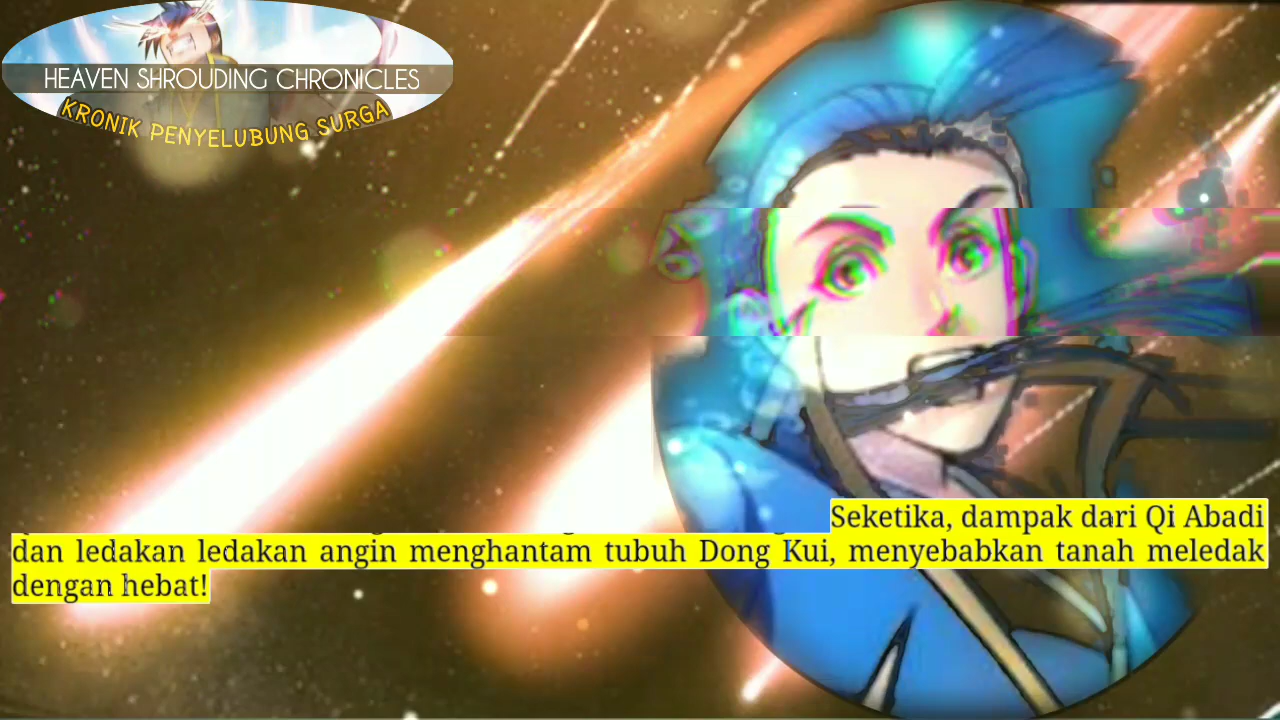 HEAVEN SHROUDING CHRONICLES
KRONIK PENYELUBUNG SURGA
Seketika, dampak dari Qi Abadi
dan ledakan ledakan angin menghantam tubuh Dong Kui, menyebabkan tanah meledak
dengan hebat!